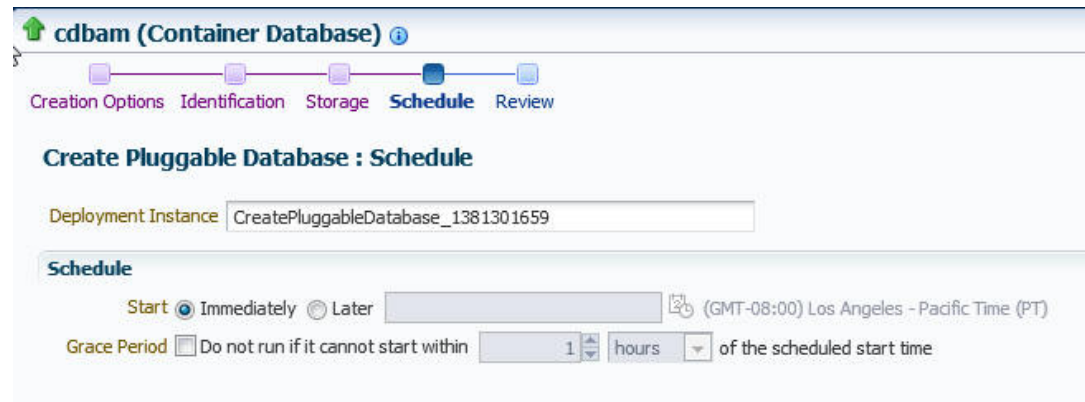 cdbam (Container Database)
Creation Options Identification Storage Schedule Review
Create Pluggable Database : Schedule
Deployment Instance CreatePluggableDatabase_1381301659
Schedule
Start Immediately Later (GMT-08:00) Los Angeles - Pacific Time (PT)
Grace Period Do not run if it cannot start within 1 hours of the scheduled start time